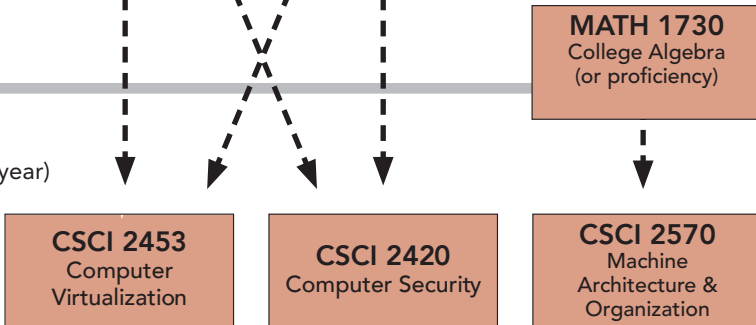 MATH 1730
College Algebra
(or proficiency)
year)
CSCI 2453
Computer
Virtualization
CSCI 2420
Computer Security
CSCI 2570
Machine
Architecture &
Organization